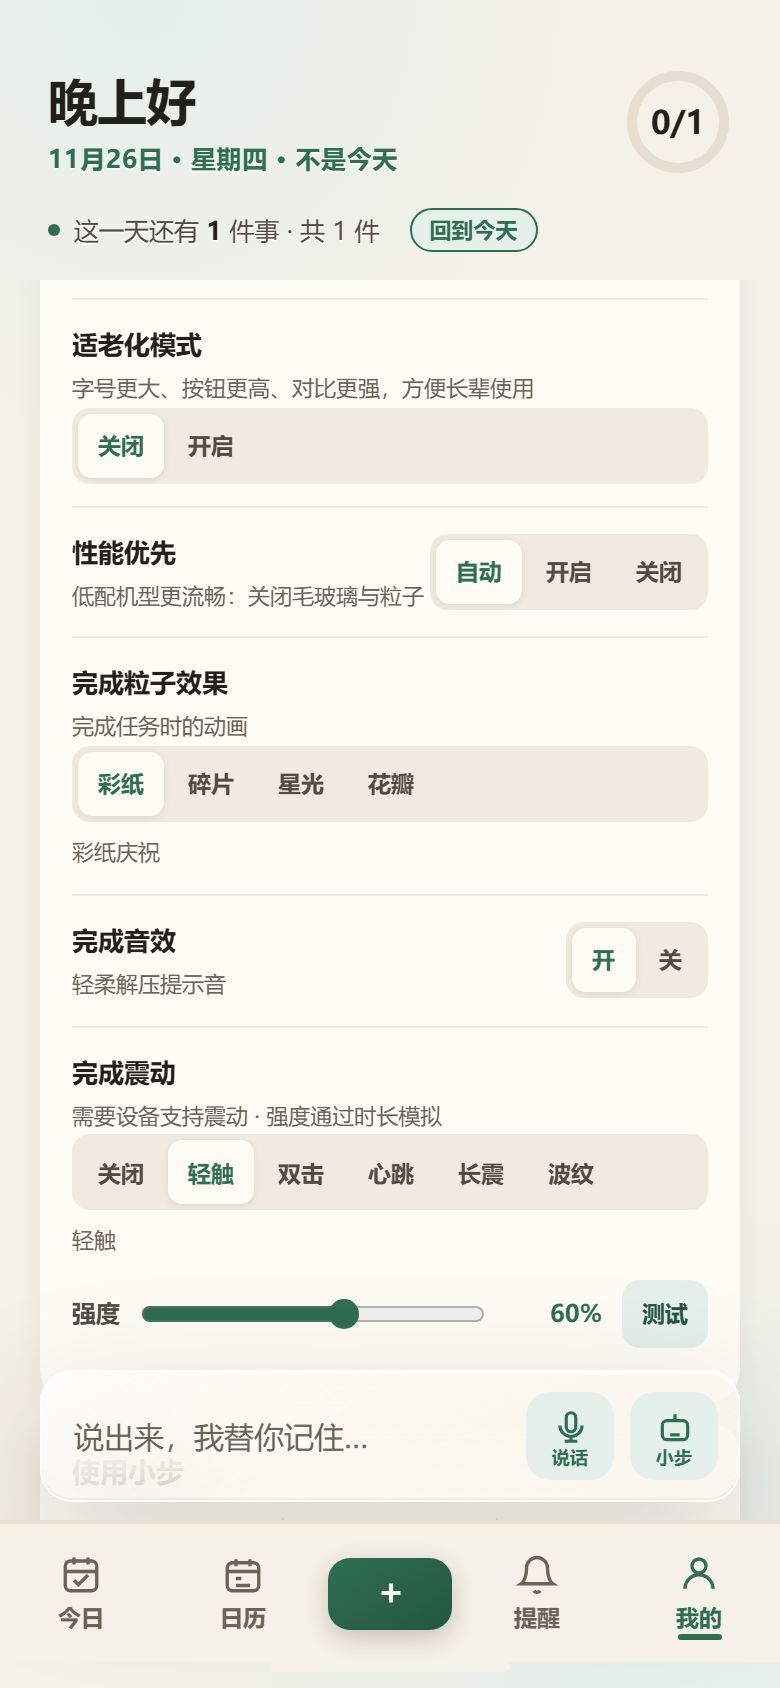 晚上好
0/1
11月26日 • 星期四 • 不是今天
这一天还有 1 件事 · 共 1 件
回到今天
适老化模式
字号更大、按钮更高、对比更强，方便长辈使用
关闭 开启
性能优先
低配机型更流畅：关闭毛玻璃与粒子
自动 开启 关闭
完成粒子效果
完成任务时的动画
彩纸 碎片 星光 花瓣
彩纸庆祝
完成音效
轻柔解压提示音
开 关
完成震动
需要设备支持震动 · 强度通过时长模拟
关闭 轻触 双击 心跳 长震 波纹
轻触
强度 60% 测试
说出来，我替你记住...
说话 小步
使用小步
今日 日历 + 提醒 我的